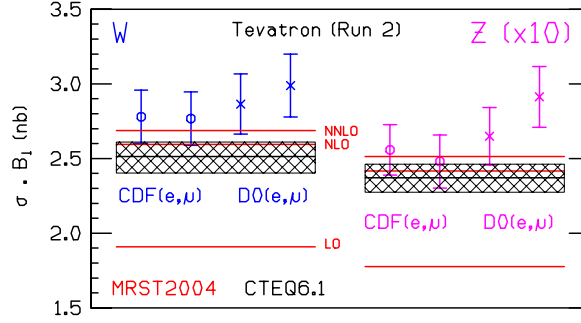 W Tevatron (Run 2) Z (x10)
3.5
3.0
2.5
2.0
1.5
σ . B₁ (nb)
NNLO
NLO
CDF(e,μ) D0(e,μ)
CDF(e,μ) D0(e,μ)
LO
MRST2004 CTEQ6.1